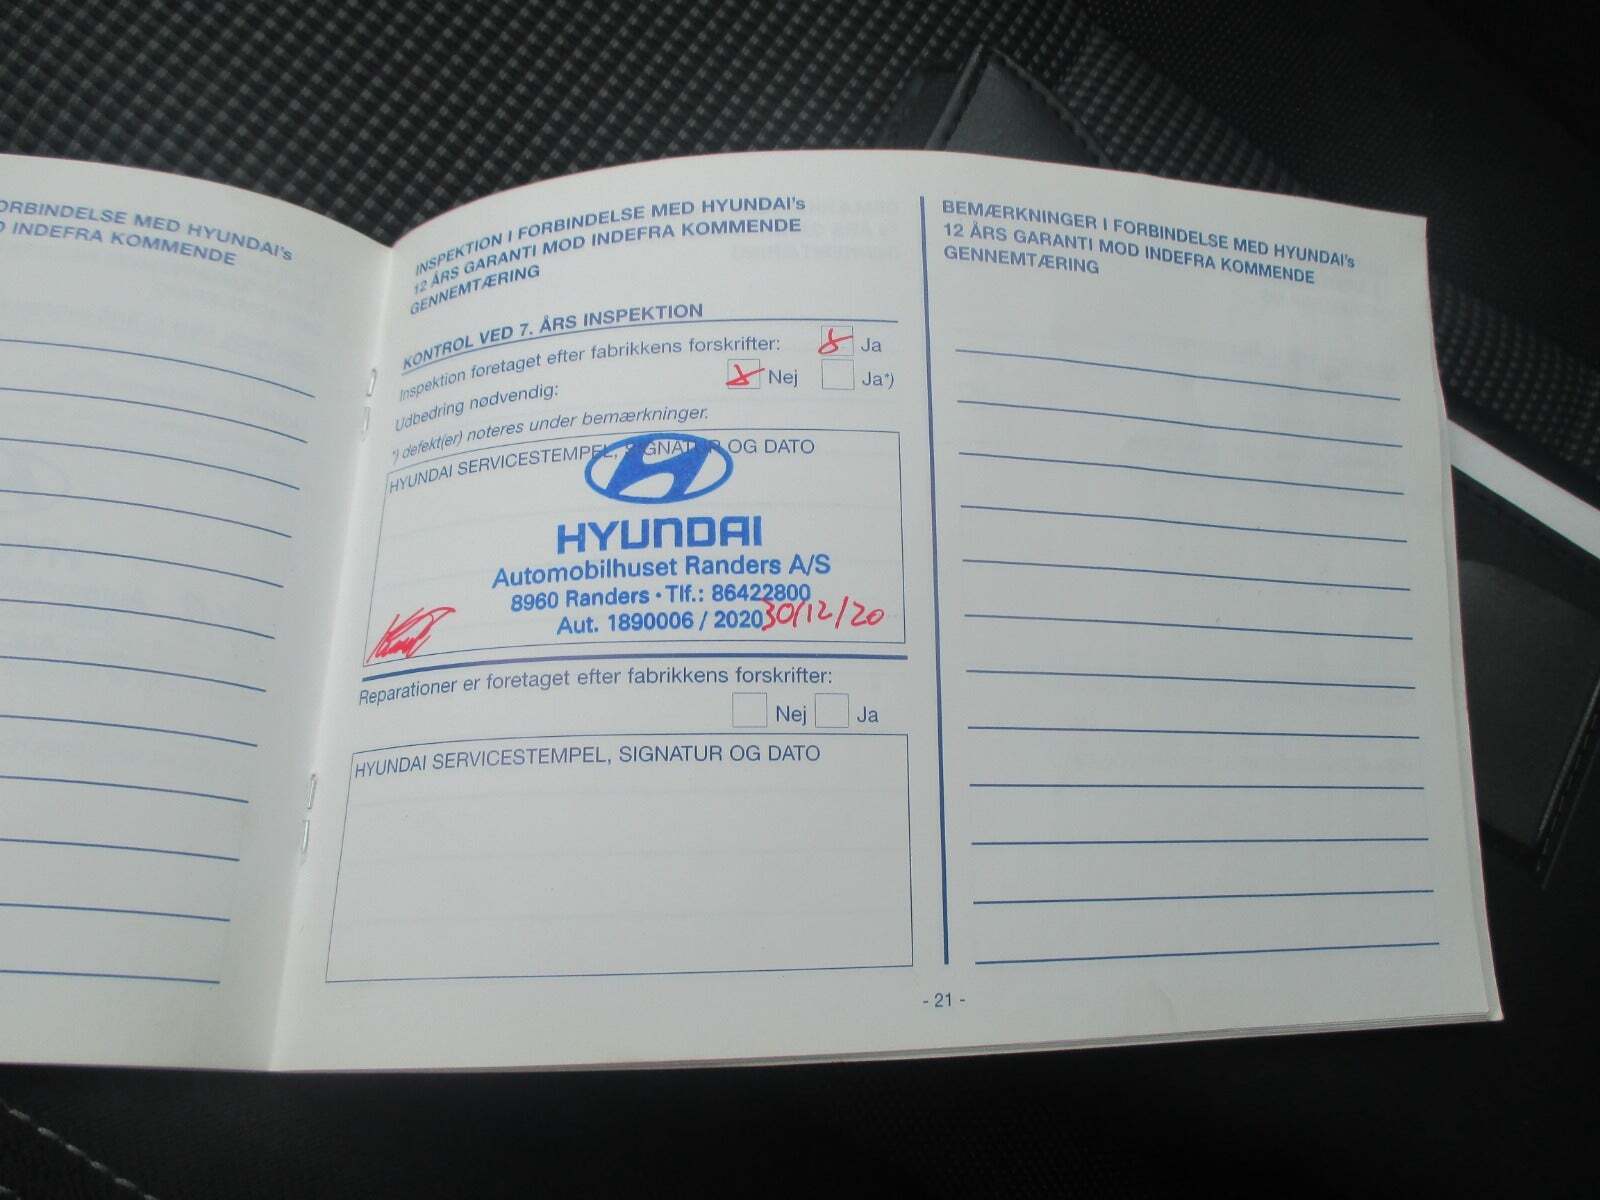 ORBINDELSE MED HYUNDAI's
INDEFRA KOMMENDE
INSPEKTION I FORBINDELSE MED HYUNDAI's
12 ÅRS GARANTI MOD INDEFRA KOMMENDE
GENNEMTÆRING
KONTROL VED 7. ÅRS INSPEKTION
Inspektion foretaget efter fabrikkens forskrifter: Ja
Udbedring nødvendig: Nej Ja*)
*) defekt(er) noteres under bemærkninger.
HYUNDAI SERVICESTEMPEL, SIGNATUR OG DATO
HYUNDAI
Automobilhuset Randers A/S
8960 Randers • Tlf.: 86422800
Aut. 1890006 / 2020 30/12/20
Reparationer er foretaget efter fabrikkens forskrifter:
Nej Ja
HYUNDAI SERVICESTEMPEL, SIGNATUR OG DATO
BEMÆRKNINGER I FORBINDELSE MED HYUNDAI's
12 ÅRS GARANTI MOD INDEFRA KOMMENDE
GENNEMTÆRING
- 21 -